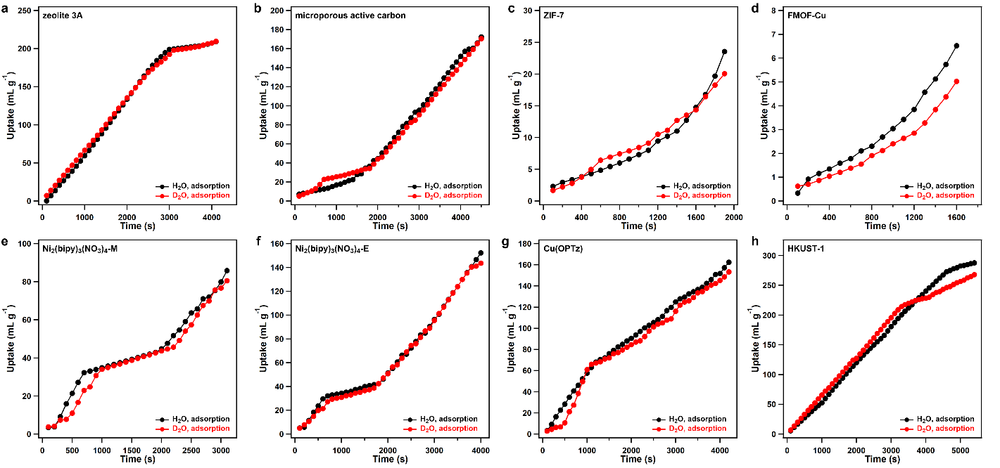 a
zeolite 3A
Uptake (mL g⁻¹)
250
200
150
100
50
0
0
1000
2000
3000
4000
Time (s)
H₂O, adsorption
D₂O, adsorption
b
microporous active carbon
Uptake (mL g⁻¹)
200
180
160
140
120
100
80
60
40
20
0
0
1000
2000
3000
4000
Time (s)
H₂O, adsorption
D₂O, adsorption
c
ZIF-7
Uptake (mL g⁻¹)
30
25
20
15
10
5
0
0
400
800
1200
1600
2000
Time (s)
H₂O, adsorption
D₂O, adsorption
d
FMOF-Cu
Uptake (mL g⁻¹)
8
7
6
5
4
3
2
1
0
0
400
800
1200
1600
Time (s)
H₂O, adsorption
D₂O, adsorption
e
Ni₂(bipy)₃(NO₃)₄-M
Uptake (mL g⁻¹)
100
80
60
40
20
0
0
500
1000
1500
2000
2500
3000
Time (s)
H₂O, adsorption
D₂O, adsorption
f
Ni₂(bipy)₃(NO₃)₄-E
Uptake (mL g⁻¹)
160
140
120
100
80
60
40
20
0
0
1000
2000
3000
4000
Time (s)
H₂O, adsorption
D₂O, adsorption
g
Cu(OPTz)
Uptake (mL g⁻¹)
180
160
140
120
100
80
60
40
20
0
0
1000
2000
3000
4000
Time (s)
H₂O, adsorption
D₂O, adsorption
h
HKUST-1
Uptake (mL g⁻¹)
300
250
200
150
100
50
0
0
1000
2000
3000
4000
5000
Time (s)
H₂O, adsorption
D₂O, adsorption